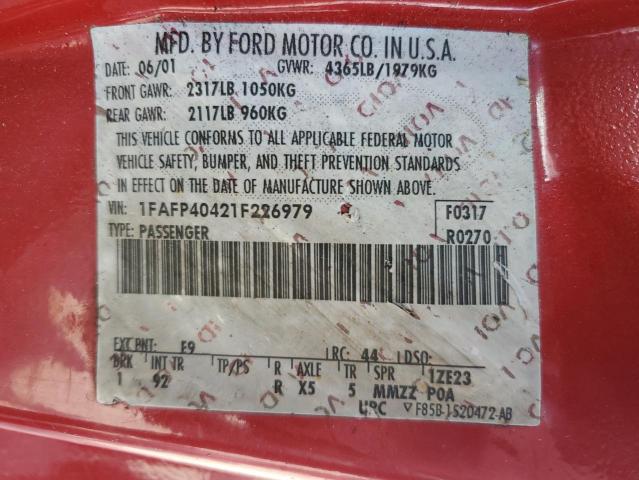 MFD. BY FORD MOTOR CO. IN U.S.A.
DATE: 06/01 GVWR: 4365LB/1979KG
FRONT GAWR: 2317LB 1050KG
REAR GAWR: 2117LB 960KG
THIS VEHICLE CONFORMS TO ALL APPLICABLE FEDERAL MOTOR
VEHICLE SAFETY, BUMPER, AND THEFT PREVENTION STANDARDS
IN EFFECT ON THE DATE OF MANUFACTURE SHOWN ABOVE.
VIN: 1FAFP40421F226979 F0317
TYPE: PASSENGER R0270
EXT PNT: E9 RC: 44 DSO:
BRK INT TR TP/PS R AXLE TR SPR 1ZE23
1 92 R X5 5 MMZZ POA
UPC F85B-1520472-AB